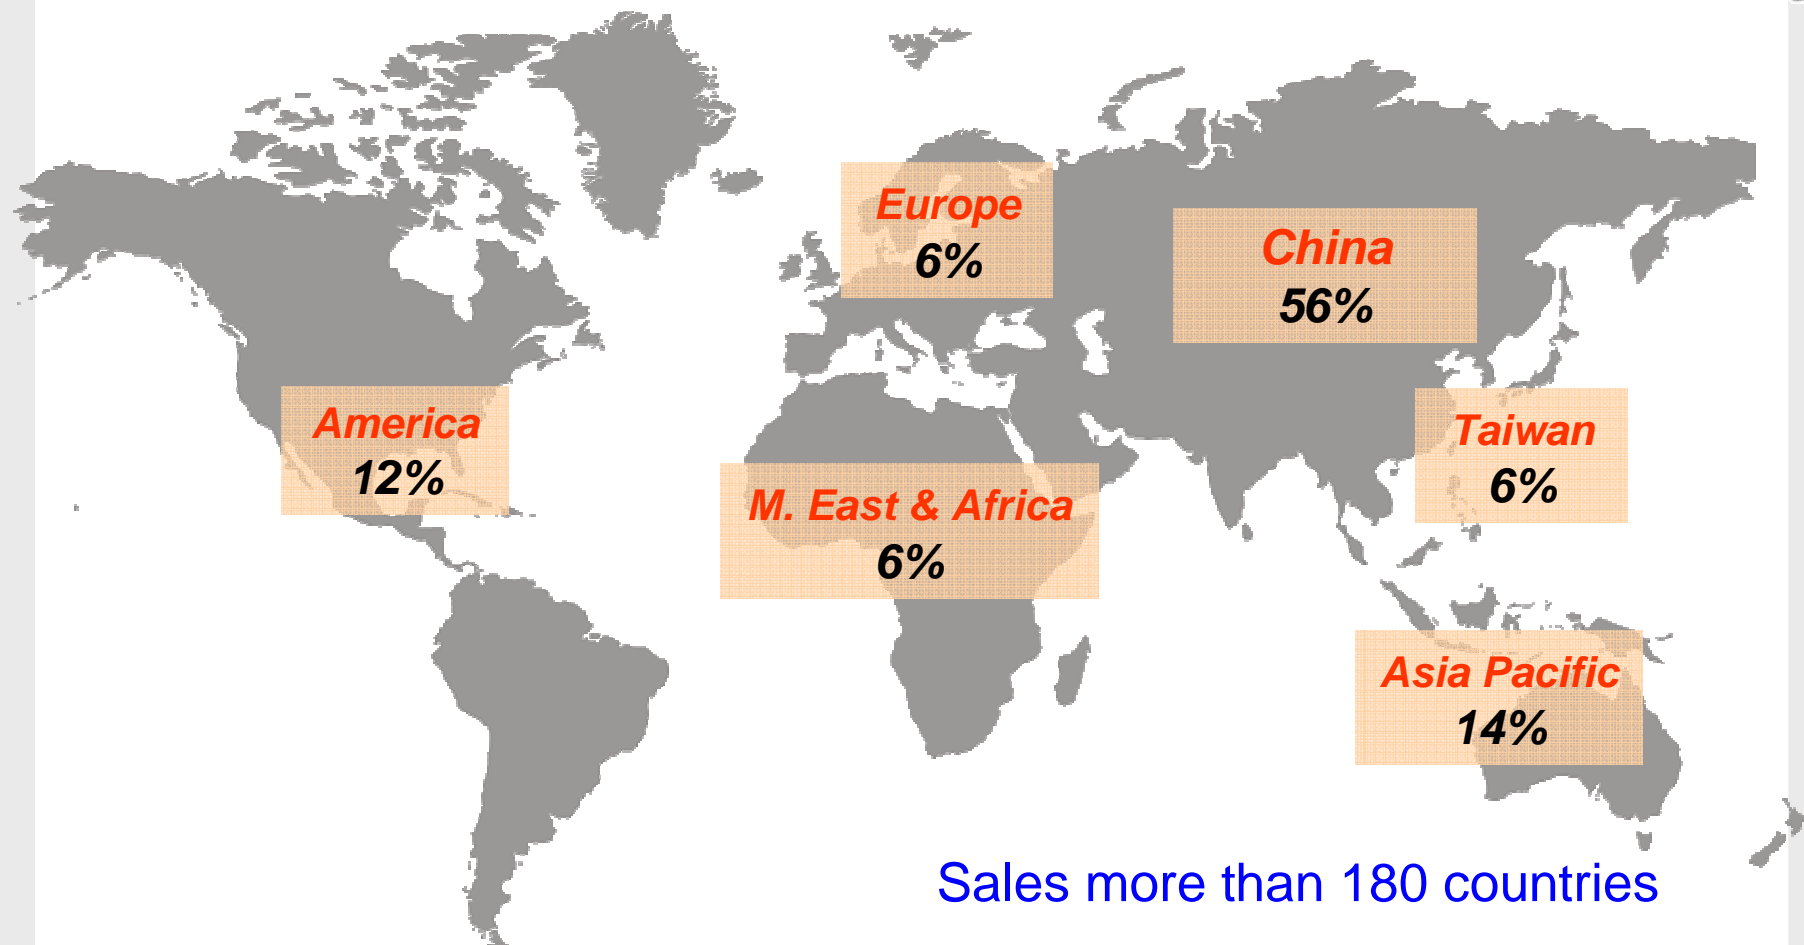 Europe
6%
China
56%
America
12%
Taiwan
6%
M. East & Africa
6%
Asia Pacific
14%
Sales more than 180 countries